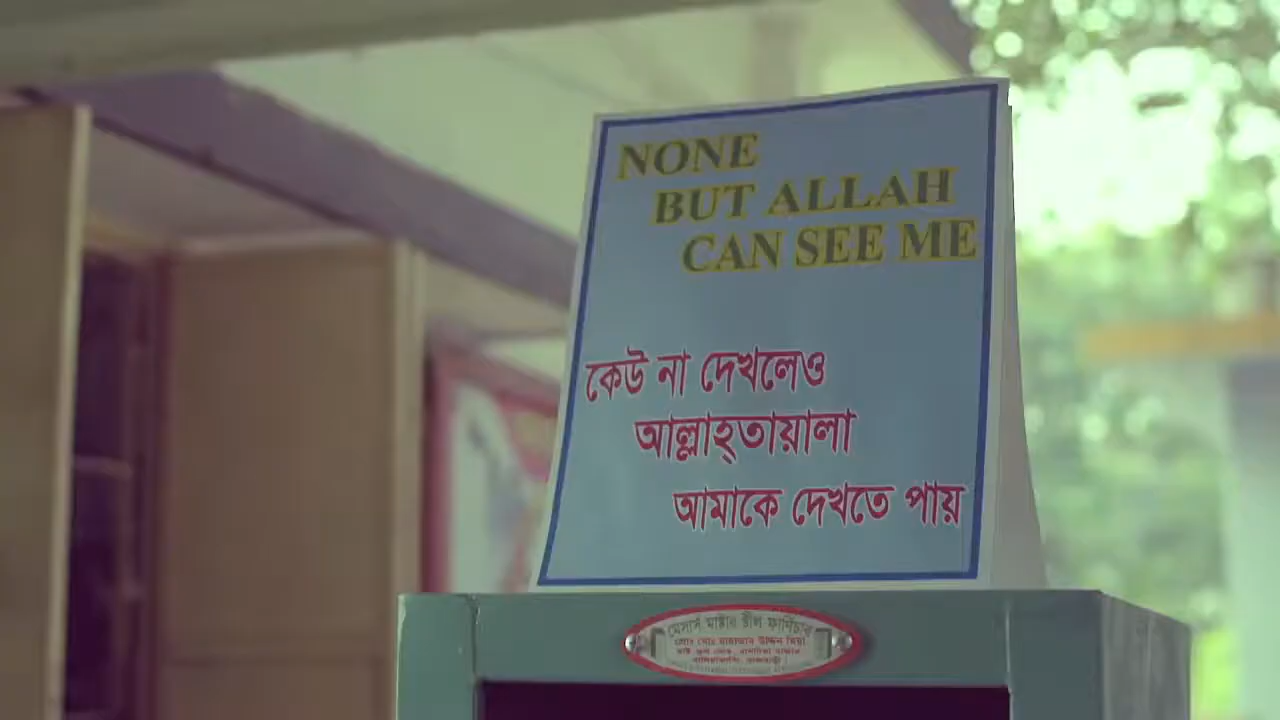 NONE
BUT ALLAH
CAN SEE ME
কেউ না দেখলেও
আল্লাহ্তায়ালা
আমাকে দেখতে পায়
মেসার্স মাষ্টার ষ্টীল ফার্ণিচার